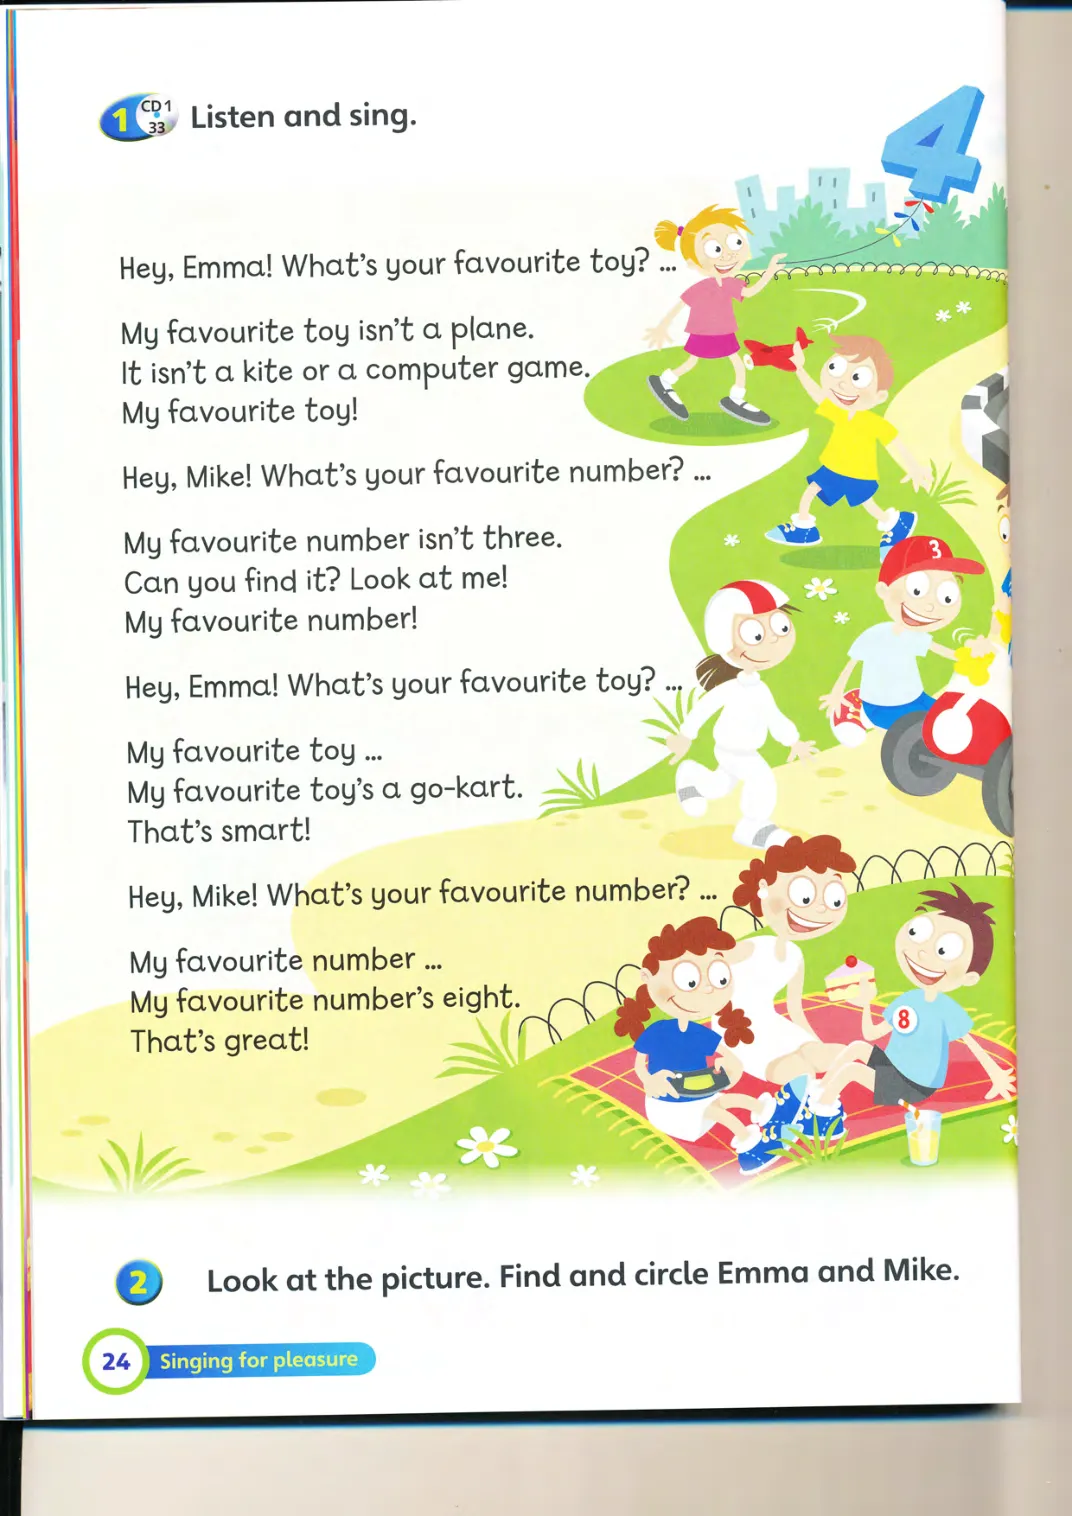 1 CD1 33 Listen and sing.
4
Hey, Emma! What's your favourite toy? ...
My favourite toy isn't a plane.
It isn't a kite or a computer game.
My favourite toy!
Hey, Mike! What's your favourite number? ...
My favourite number isn't three.
Can you find it? Look at me!
My favourite number!
3
Hey, Emma! What's your favourite toy? ...
My favourite toy ...
My favourite toy's a go-kart.
That's smart!
Hey, Mike! What's your favourite number? ...
My favourite number ...
My favourite number's eight.
That's great!
8
2 Look at the picture. Find and circle Emma and Mike.
24 Singing for pleasure